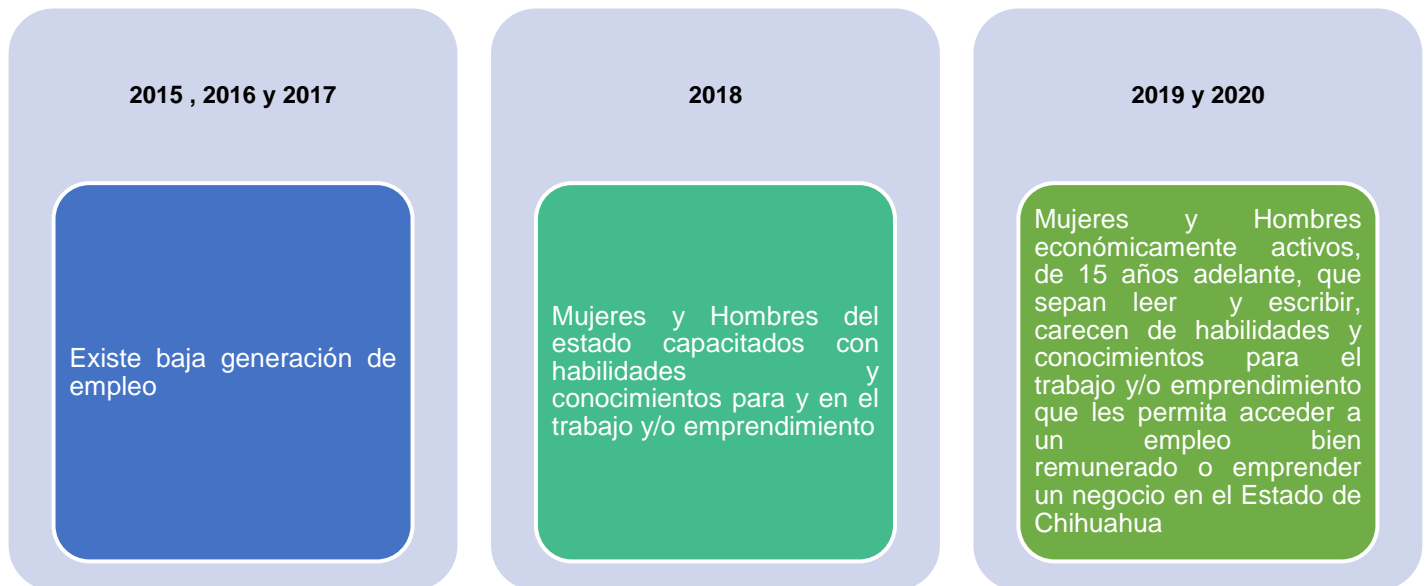 2015 , 2016 y 2017
Existe baja generación de
empleo
2018
Mujeres y Hombres del
estado capacitados con
habilidades y
conocimientos para y en el
trabajo y/o emprendimiento
2019 y 2020
Mujeres y Hombres
económicamente activos,
de 15 años adelante, que
sepan leer y escribir,
carecen de habilidades y
conocimientos para el
trabajo y/o emprendimiento
que les permita acceder a
un empleo bien
remunerado o emprender
un negocio en el Estado de
Chihuahua